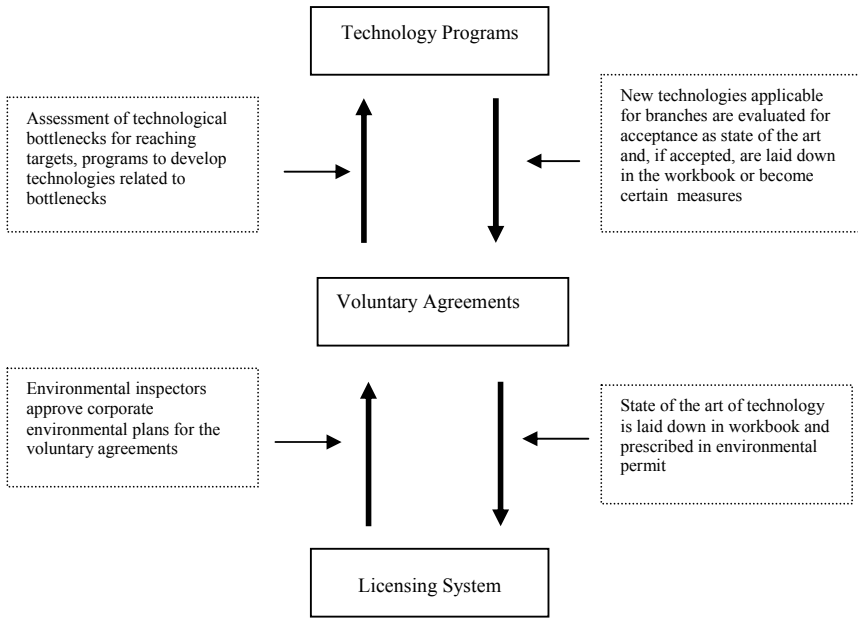 Technology Programs
Assessment of technological
bottlenecks for reaching
targets, programs to develop
technologies related to
bottlenecks
New technologies applicable
for branches are evaluated for
acceptance as state of the art
and, if accepted, are laid down
in the workbook or become
certain measures
Voluntary Agreements
Environmental inspectors
approve corporate
environmental plans for the
voluntary agreements
State of the art of technology
is laid down in workbook and
prescribed in environmental
permit
Licensing System